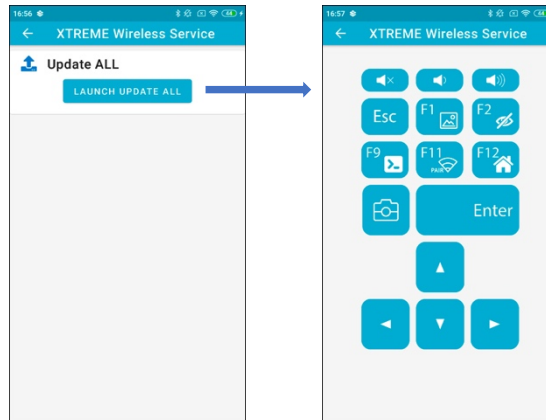 16:56
44
XTREME Wireless Service
Update ALL
LAUNCH UPDATE ALL
16:57
44
XTREME Wireless Service
Esc
F1
F2
F9
F11
PAIR
F12
Enter